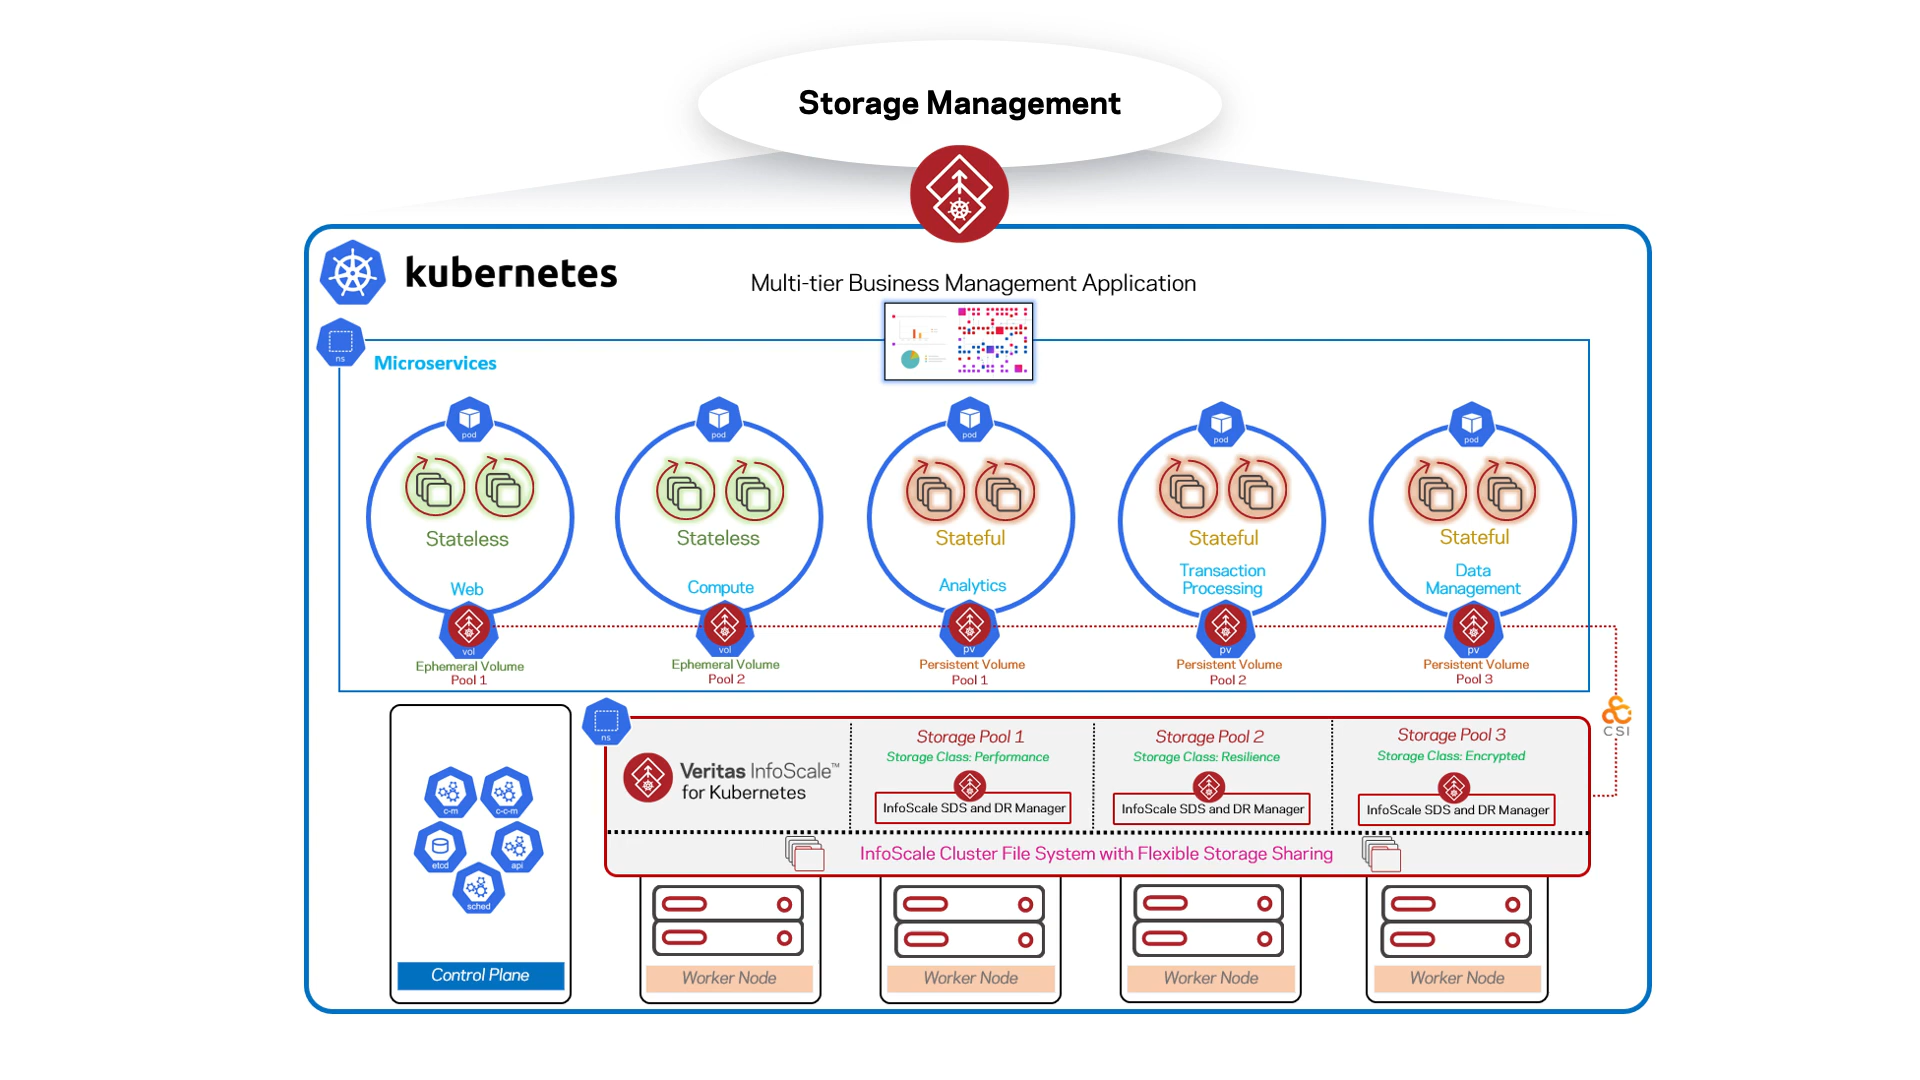 Storage Management
kubernetes
Multi-tier Business Management Application
ns
Microservices
pod
pod
pod
pod
pod
Stateless
Stateless
Stateful
Stateful
Stateful
Web
Compute
Analytics
Transaction
Processing
Data
Management
vol
vol
pv
pv
pv
Ephemeral Volume
Pool 1
Ephemeral Volume
Pool 2
Persistent Volume
Pool 1
Persistent Volume
Pool 2
Persistent Volume
Pool 3
CSI
ns
Veritas InfoScale™
for Kubernetes
Storage Pool 1
Storage Class: Performance
InfoScale SDS and DR Manager
Storage Pool 2
Storage Class: Resilience
InfoScale SDS and DR Manager
Storage Pool 3
Storage Class: Encrypted
InfoScale SDS and DR Manager
InfoScale Cluster File System with Flexible Storage Sharing
c-m
c-c-m
etcd
api
sched
Control Plane
Worker Node
Worker Node
Worker Node
Worker Node